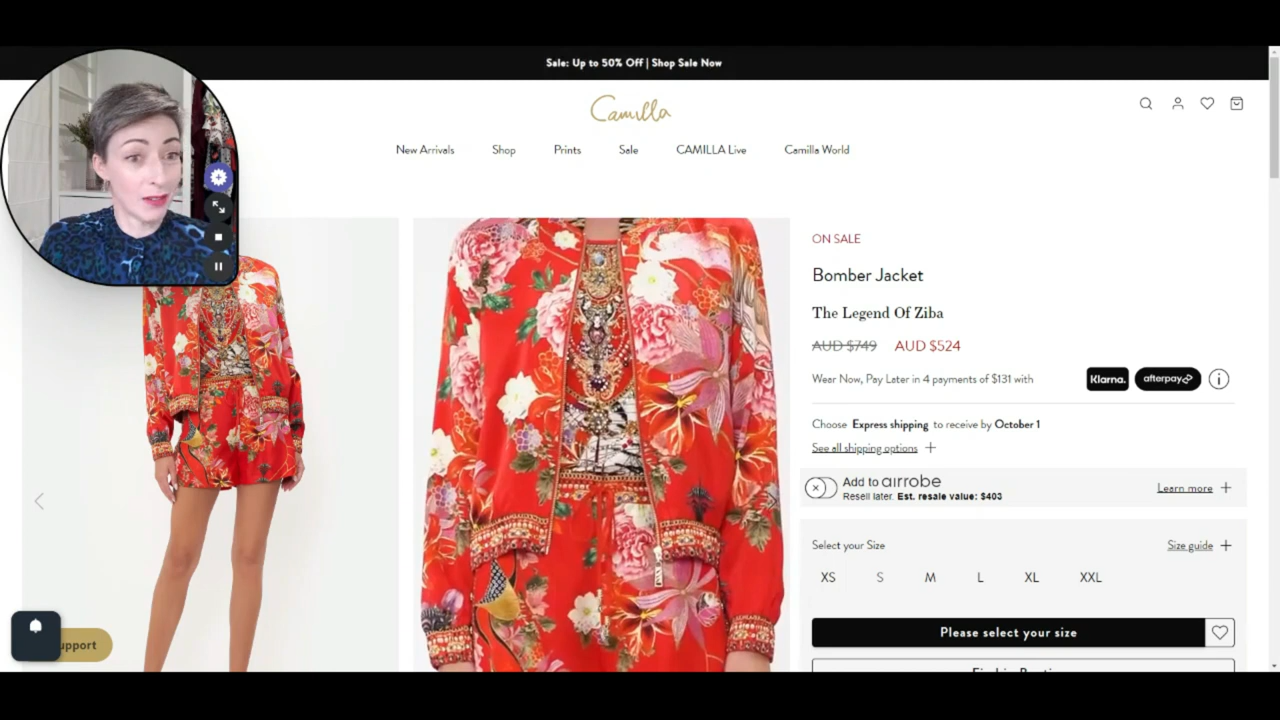 Sale: Up to 50% Off | Shop Sale Now
Camilla
New Arrivals Shop Prints Sale CAMILLA Live Camilla World
ON SALE
Bomber Jacket
The Legend Of Ziba
AUD $749 AUD $524
Wear Now, Pay Later in 4 payments of $131 with Klarna. afterpay
Choose Express shipping to receive by October 1
See all shipping options +
Add to airrobe
Resell later. Est. resale value: $403
Learn more +
Select your Size Size guide +
XS S M L XL XXL
Please select your size
upport